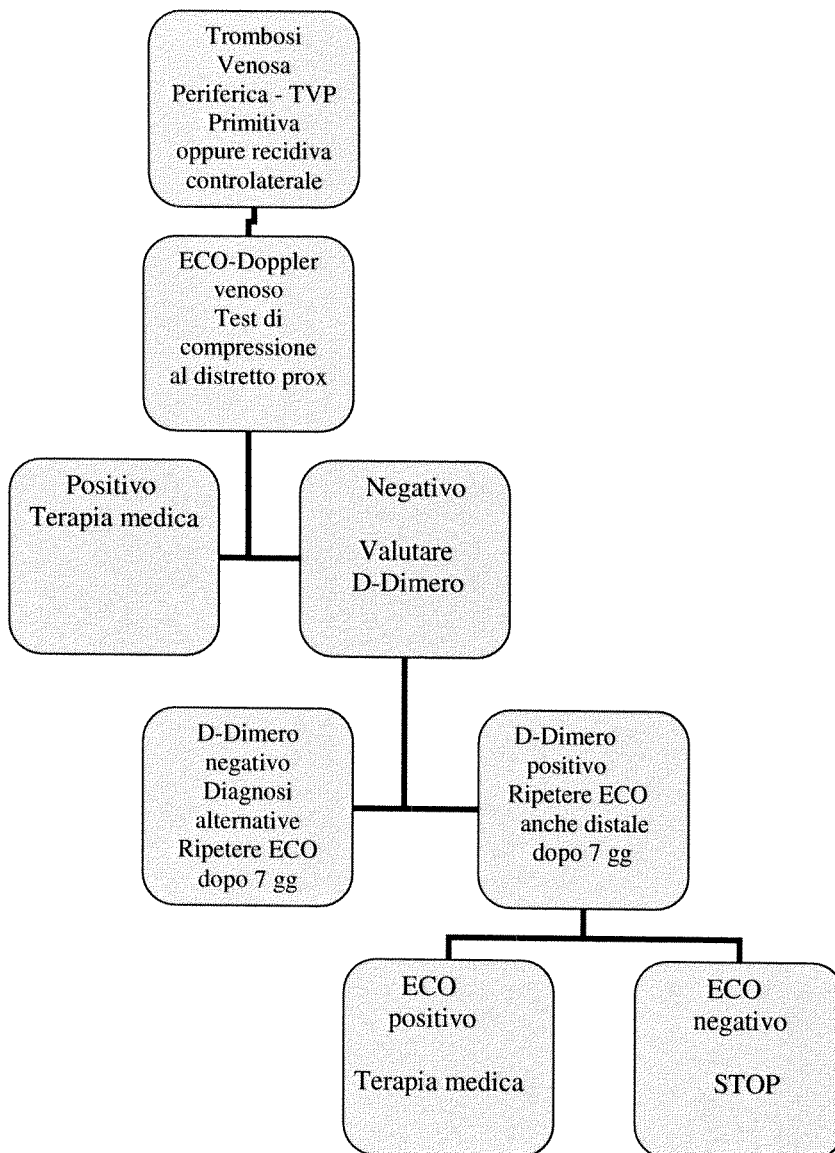 Trombosi
Venosa
Periferica - TVP
Primitiva
oppure recidiva
controlaterale
ECO-Doppler
venoso
Test di
compressione
al distretto prox
Positivo
Terapia medica
Negativo
Valutare
D-Dimero
D-Dimero
negativo
Diagnosi
alternative
Ripetere ECO
dopo 7 gg
D-Dimero
positivo
Ripetere ECO
anche distale
dopo 7 gg
ECO
positivo
Terapia medica
ECO
negativo
STOP